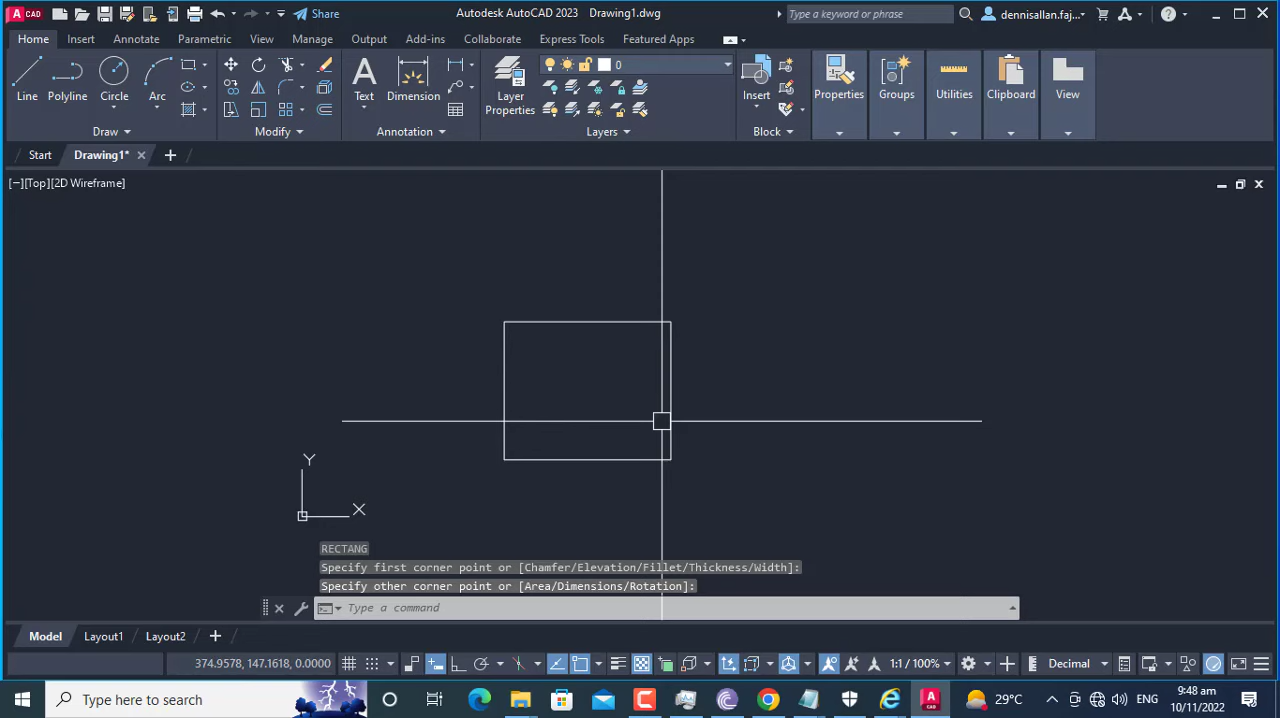 CAD
Share
Autodesk AutoCAD 2023 Drawing1.dwg
Type a keyword or phrase
dennisallan.faj...
Home Insert Annotate Parametric View Manage Output Add-ins Collaborate Express Tools Featured Apps
Line Polyline Circle Arc
Text Dimension
Layer Properties
0
Insert
Properties Groups Utilities Clipboard View
Draw Modify Annotation Layers Block
Start Drawing1*
[−][Top][2D Wireframe]
Y
X
RECTANG
Specify first corner point or [Chamfer/Elevation/Fillet/Thickness/Width]:
Specify other corner point or [Area/Dimensions/Rotation]:
Type a command
Model Layout1 Layout2
374.9578, 147.1618, 0.0000
1:1 / 100%
Decimal
Type here to search
29°C
ENG
9:48 am
10/11/2022